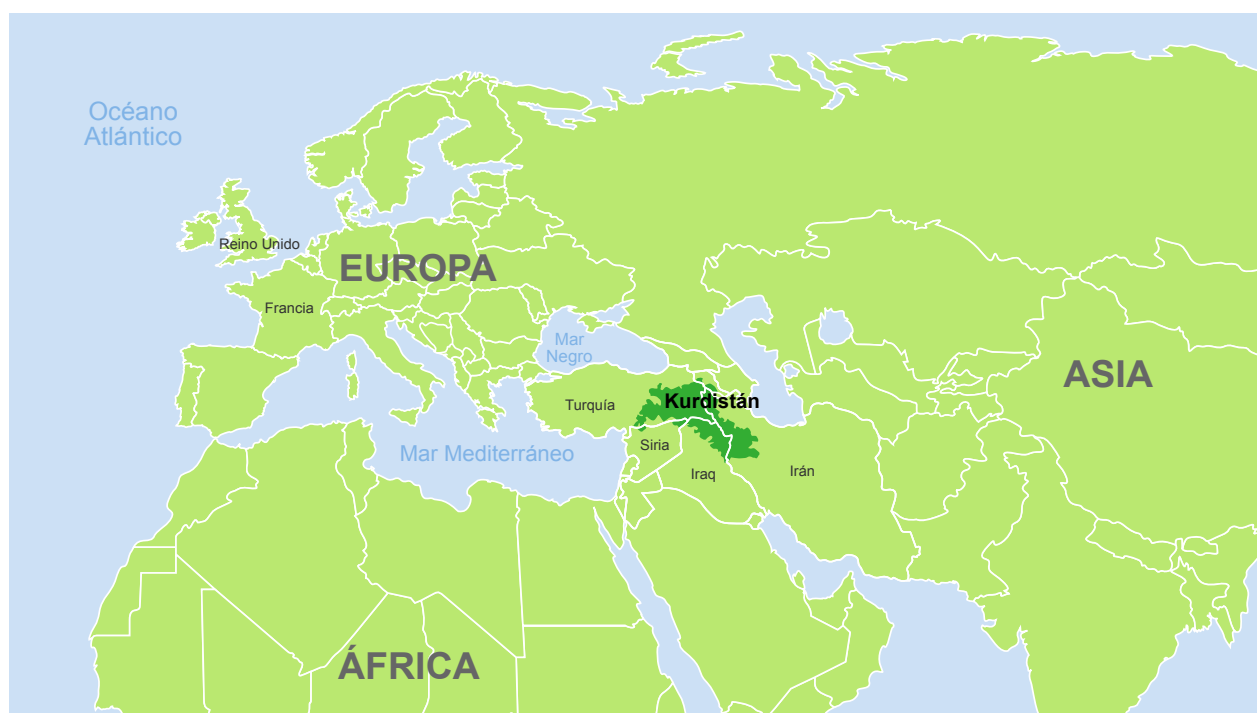 Océano
Atlántico
Reino Unido
EUROPA
Francia
Mar
Negro
ASIA
Turquía
Kurdistán
Mar Mediterráneo
Siria
Iraq
Irán
ÁFRICA